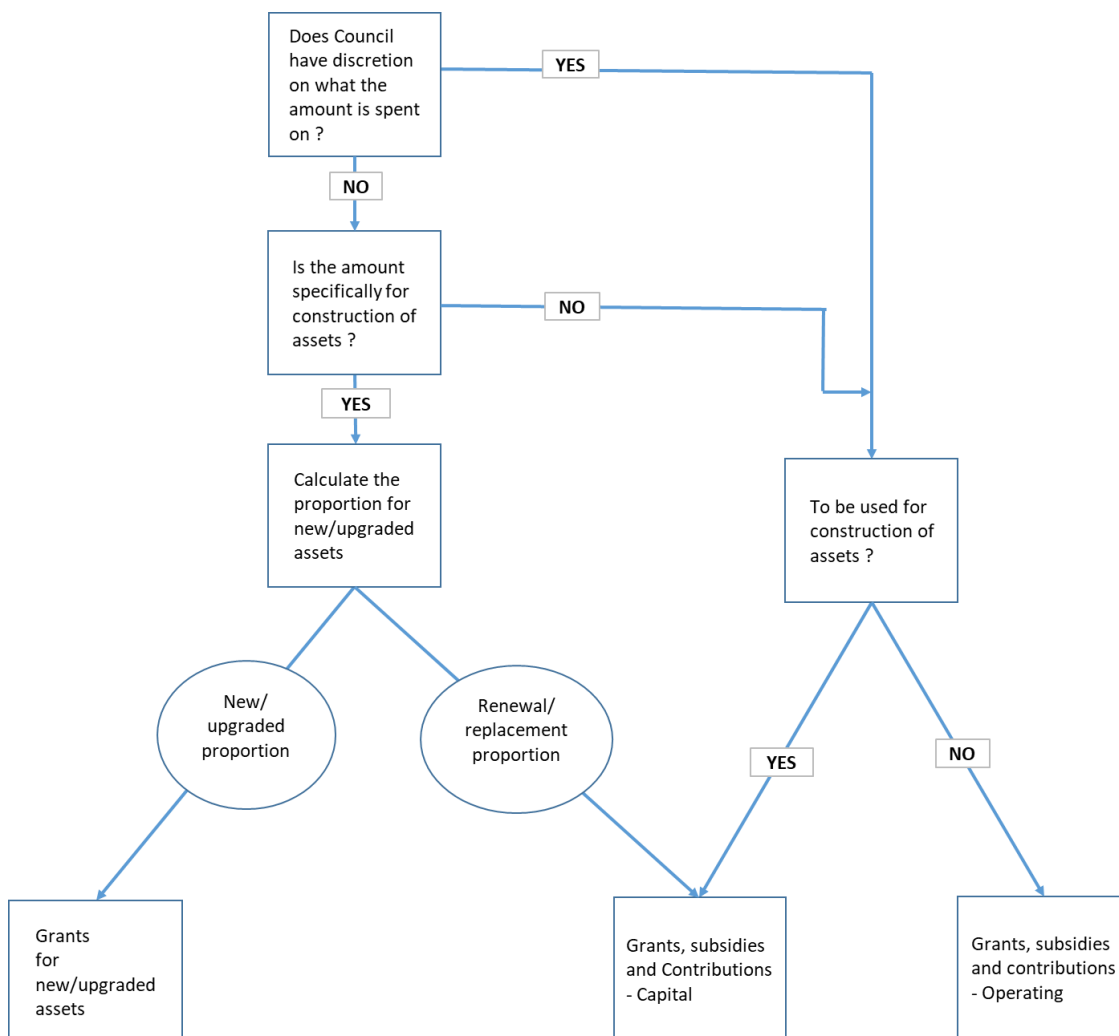 Does Council
have discretion
on what the
amount is spent
on ?
YES
NO
Is the amount
specifically for
construction of
assets ?
NO
YES
Calculate the
proportion for
new/upgraded
assets
To be used for
construction of
assets ?
New/
upgraded
proportion
Renewal/
replacement
proportion
YES
NO
Grants
for
new/upgraded
assets
Grants, subsidies
and Contributions
- Capital
Grants, subsidies
and contributions
- Operating